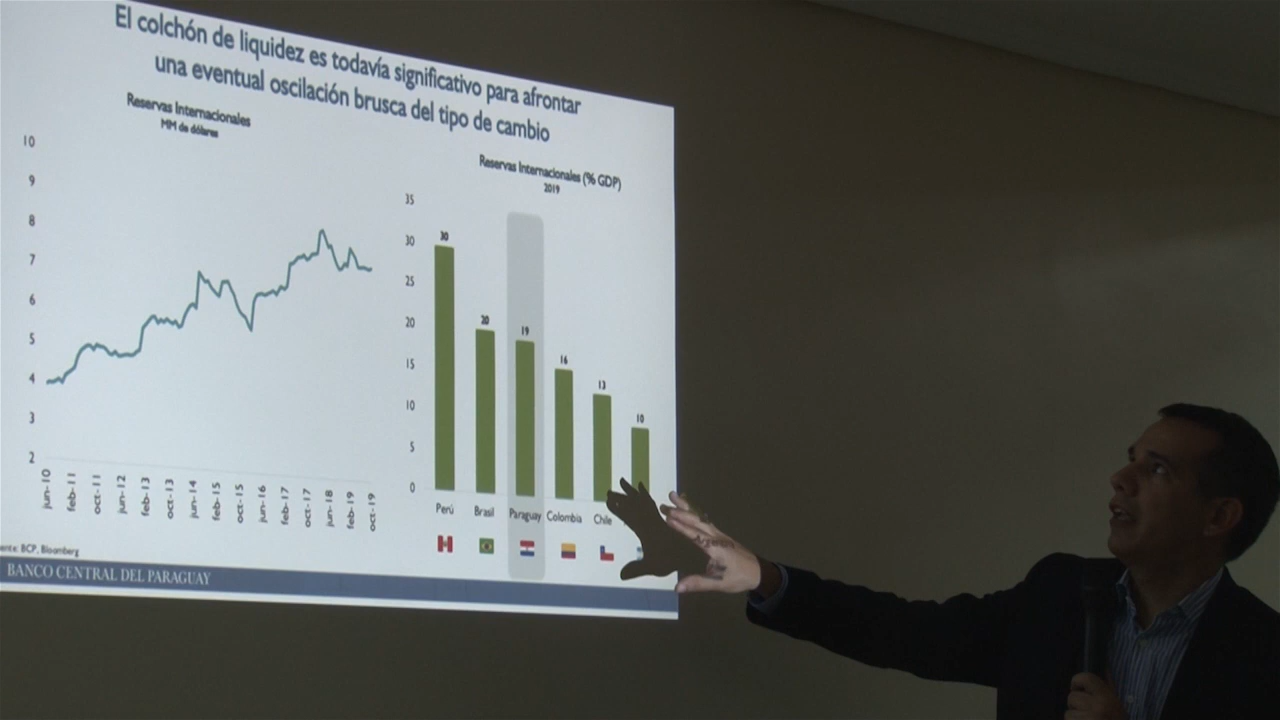 El colchón de liquidez es todavía significativo para afrontar
una eventual oscilación brusca del tipo de cambio
Reservas Internacionales
MM de dólares
10
9
8
7
6
5
4
3
2
jun-10
feb-11
oct-11
jun-12
feb-13
oct-13
jun-14
feb-15
oct-15
jun-16
feb-17
oct-17
jun-18
feb-19
oct-19
Reservas Internacionales (% GDP)
2019
35
30
25
20
15
10
5
0
30
20
19
16
13
10
Perú
Brasil
Paraguay
Colombia
Chile
Argentina
ente: BCP, Bloomberg
BANCO CENTRAL DEL PARAGUAY